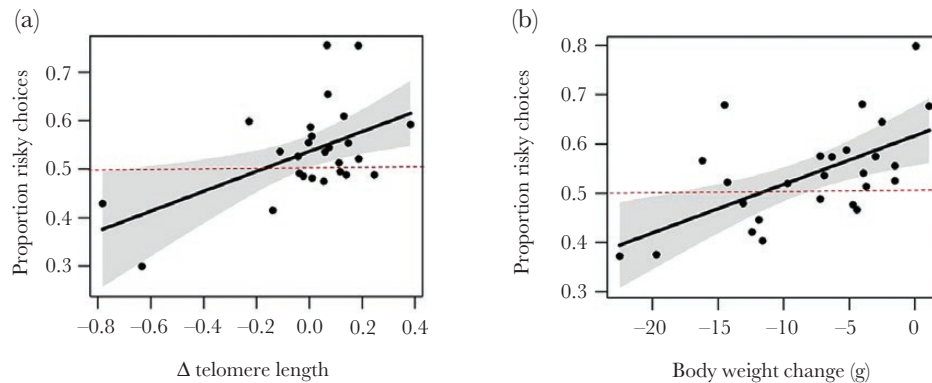 (a)
Proportion risky choices
0.7
0.6
0.5
0.4
0.3
−0.8 −0.6 −0.4 −0.2 0.0 0.2 0.4
Δ telomere length
(b)
Proportion risky choices
0.8
0.7
0.6
0.5
0.4
0.3
−20 −15 −10 −5 0
Body weight change (g)